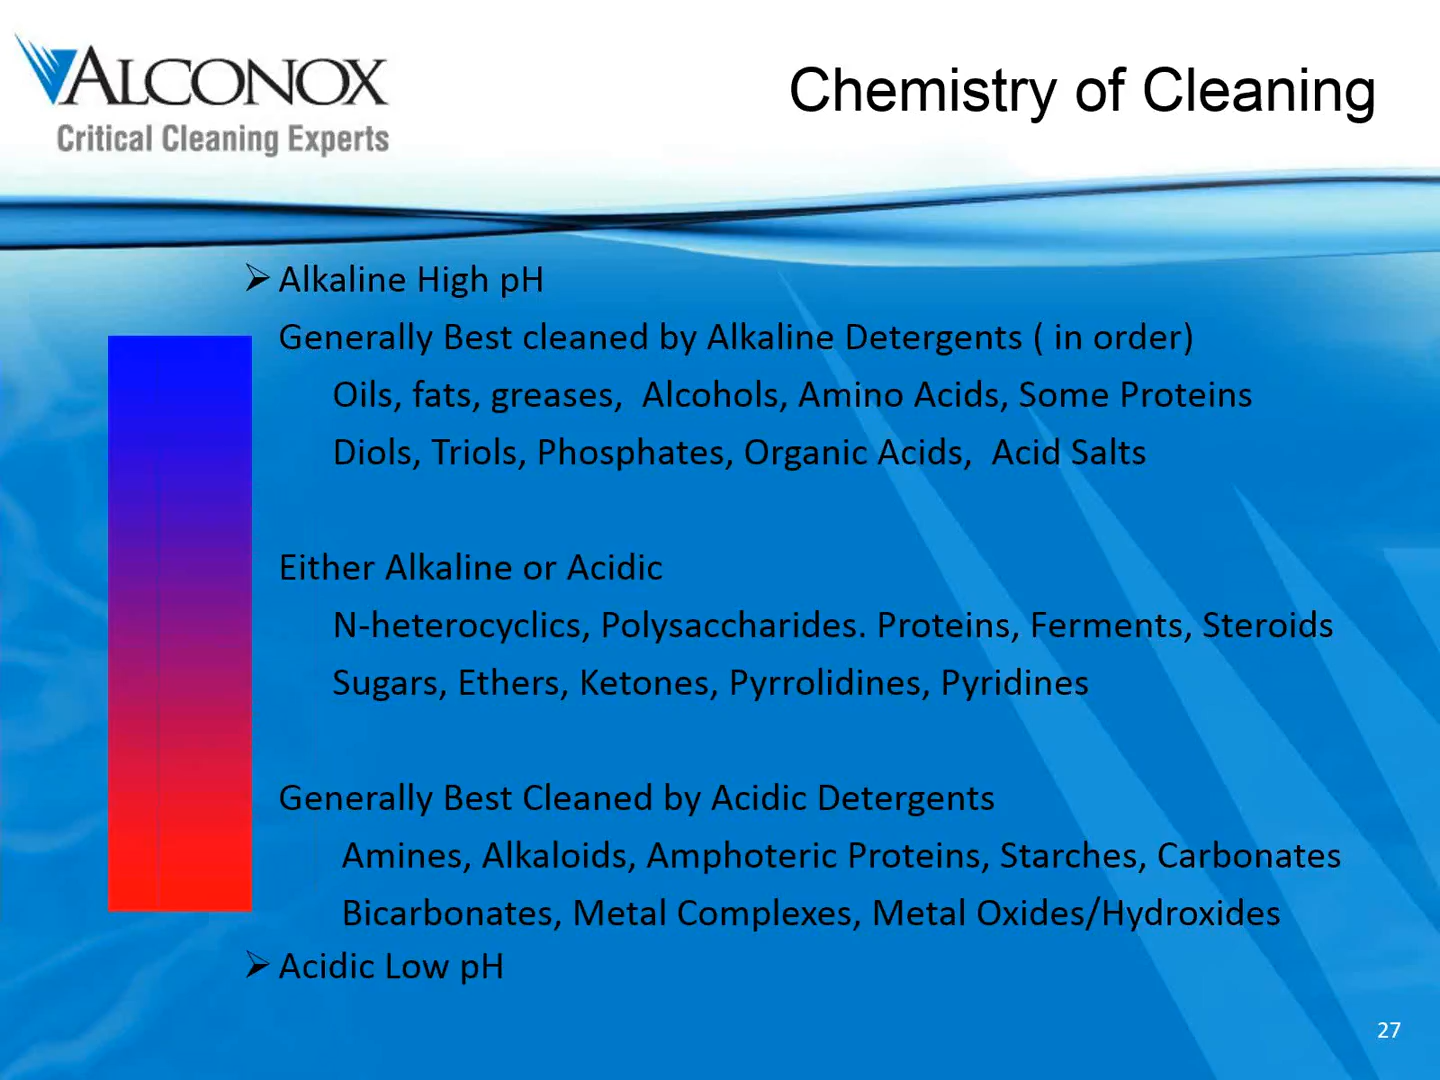 ALCONOX
Critical Cleaning Experts
Chemistry of Cleaning
➢ Alkaline High pH
Generally Best cleaned by Alkaline Detergents ( in order)
Oils, fats, greases,  Alcohols, Amino Acids, Some Proteins
Diols, Triols, Phosphates, Organic Acids,  Acid Salts
Either Alkaline or Acidic
N-heterocyclics, Polysaccharides. Proteins, Ferments, Steroids
Sugars, Ethers, Ketones, Pyrrolidines, Pyridines
Generally Best Cleaned by Acidic Detergents
Amines, Alkaloids, Amphoteric Proteins, Starches, Carbonates
Bicarbonates, Metal Complexes, Metal Oxides/Hydroxides
➢ Acidic Low pH
27